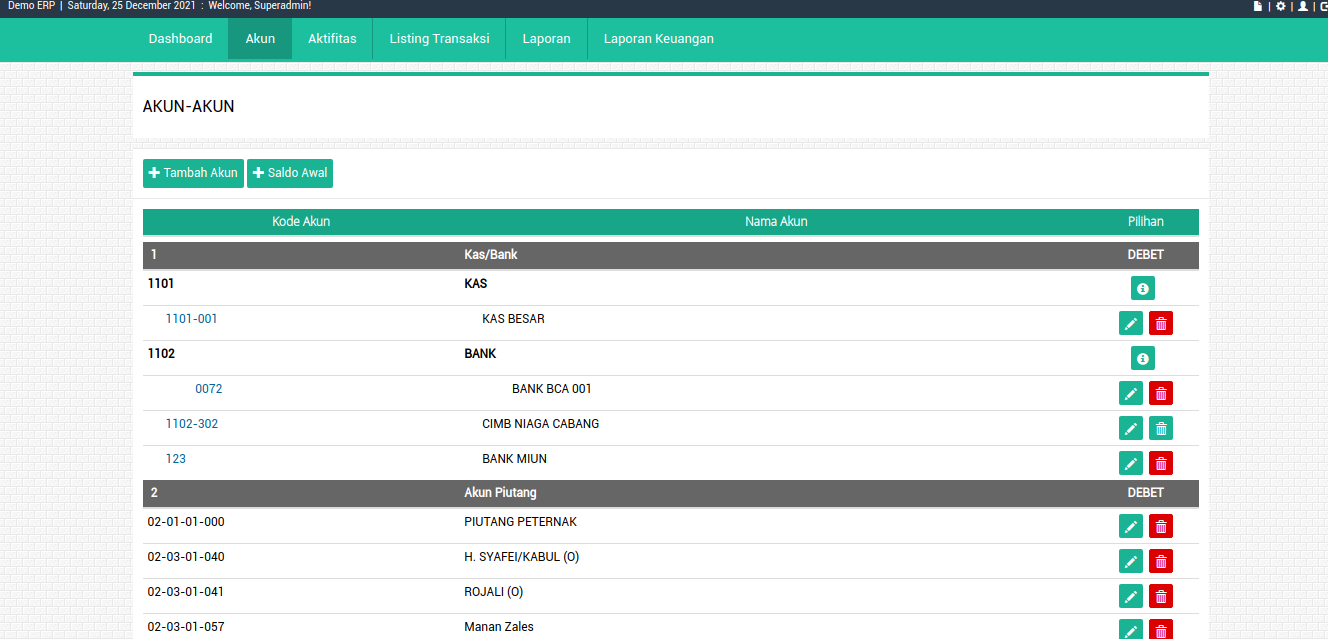 Demo ERP | Saturday, 25 December 2021 : Welcome, Superadmin!
Dashboard Akun Aktifitas Listing Transaksi Laporan Laporan Keuangan
AKUN-AKUN
Tambah Akun Saldo Awal
Kode Akun Nama Akun Pilihan
1 Kas/Bank DEBET
1101 KAS
1101-001 KAS BESAR
1102 BANK
0072 BANK BCA 001
1102-302 CIMB NIAGA CABANG
123 BANK MIUN
2 Akun Piutang DEBET
02-01-01-000 PIUTANG PETERNAK
02-03-01-040 H. SYAFEI/KABUL (O)
02-03-01-041 ROJALI (O)
02-03-01-057 Manan Zales